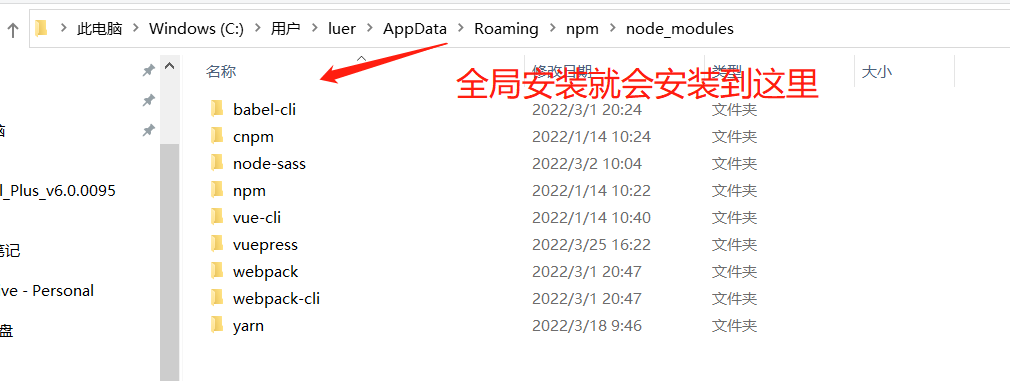 此电脑 > Windows (C:) > 用户 > luer > AppData > Roaming > npm > node_modules
名称 修改日期 类型 大小
全局安装就会安装到这里
babel-cli 2022/3/1 20:24 文件夹
cnpm 2022/1/14 10:24 文件夹
node-sass 2022/3/2 10:04 文件夹
l_Plus_v6.0.0095
npm 2022/1/14 10:22 文件夹
vue-cli 2022/1/14 10:40 文件夹
笔记
vuepress 2022/3/25 16:22 文件夹
webpack 2022/3/1 20:47 文件夹
ve - Personal
webpack-cli 2022/3/1 20:47 文件夹
盘
yarn 2022/3/18 9:46 文件夹